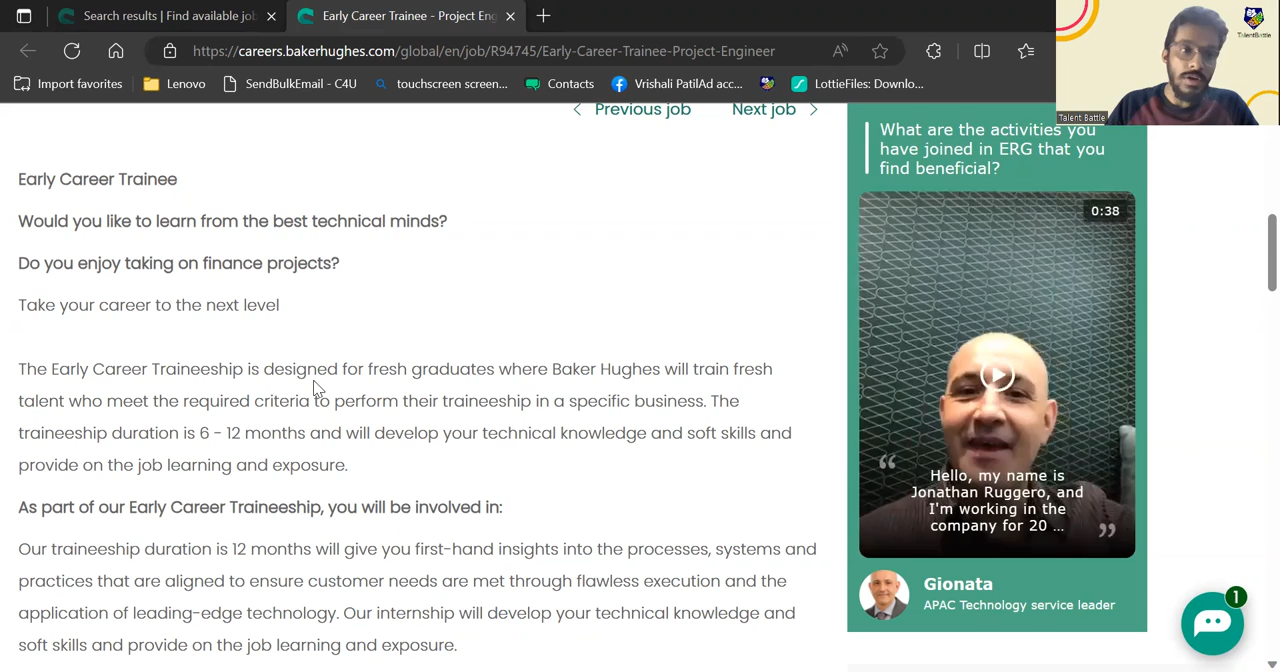 Search results | Find available jo
Early Career Trainee - Project Eng
https://careers.bakerhughes.com/global/en/job/R94745/Early-Career-Trainee-Project-Engineer
Import favorites
Lenovo
SendBulkEmail - C4U
touchscreen screen...
Contacts
Vrishali PatilAd acc...
LottieFiles: Downlo...
TalentBattle
Talent Battle
Previous job
Next job
Early Career Trainee
Would you like to learn from the best technical minds?
Do you enjoy taking on finance projects?
Take your career to the next level
The Early Career Traineeship is designed for fresh graduates where Baker Hughes will train fresh
talent who meet the required criteria to perform their traineeship in a specific business. The
traineeship duration is 6 - 12 months and will develop your technical knowledge and soft skills and
provide on the job learning and exposure.
As part of our Early Career Traineeship, you will be involved in:
Our traineeship duration is 12 months will give you first-hand insights into the processes, systems and
practices that are aligned to ensure customer needs are met through flawless execution and the
application of leading-edge technology. Our internship will develop your technical knowledge and
soft skills and provide on the job learning and exposure.
What are the activities you
have joined in ERG that you
find beneficial?
0:38
“ Hello, my name is
Jonathan Ruggero, and
I'm working in the
company for 20 ... ”
Gionata
APAC Technology service leader
1